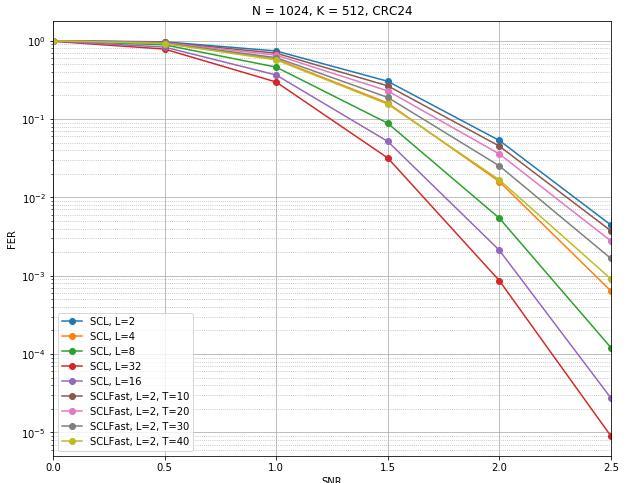 N = 1024, K = 512, CRC24
10⁰
10⁻¹
10⁻²
10⁻³
10⁻⁴
10⁻⁵
FER
SCL, L=2
SCL, L=4
SCL, L=8
SCL, L=32
SCL, L=16
SCLFast, L=2, T=10
SCLFast, L=2, T=20
SCLFast, L=2, T=30
SCLFast, L=2, T=40
0.0 0.5 1.0 1.5 2.0 2.5
SNR